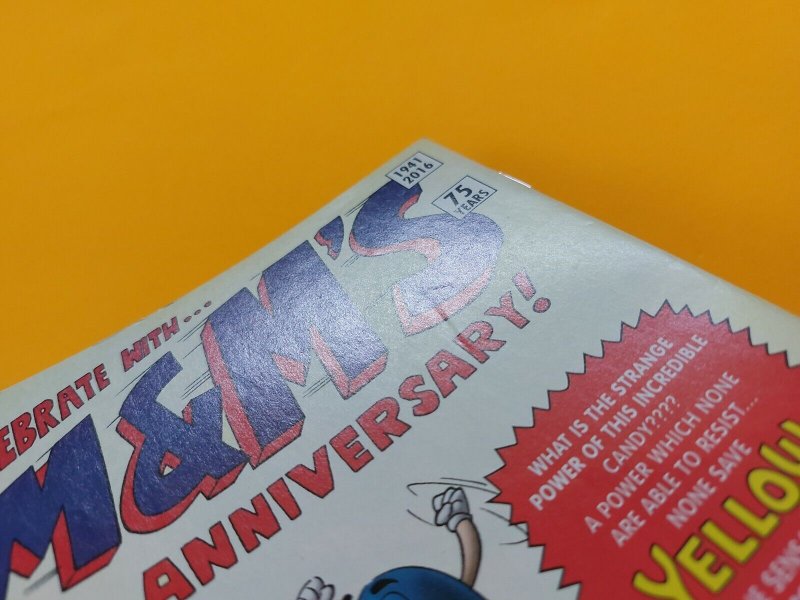 1941
2016
75
YEARS
CELEBRATE WITH...
M&M'S
ANNIVERSARY!
WHAT IS THE STRANGE
POWER OF THIS INCREDIBLE
CANDY????
A POWER WHICH NONE
ARE ABLE TO RESIST...
NONE SAVE
YELLOW